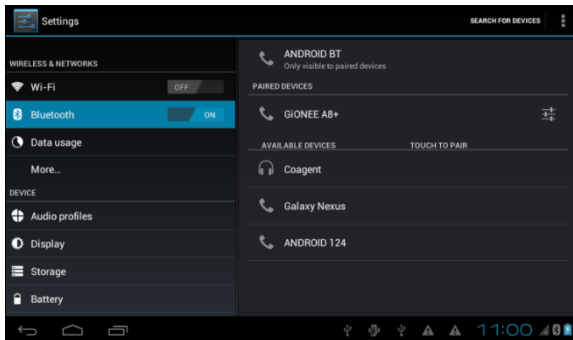 Settings
SEARCH FOR DEVICES
WIRELESS & NETWORKS
Wi-Fi
OFF
Bluetooth
ON
Data usage
More...
DEVICE
Audio profiles
Display
Storage
Battery
ANDROID BT
Only visible to paired devices
PAIRED DEVICES
GiONEE A8+
AVAILABLE DEVICES TOUCH TO PAIR
Coagent
Galaxy Nexus
ANDROID 124
11:00